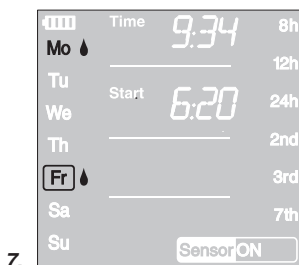 Time 9:34 8h
Mo
12h
Tu
Start 6:20 24h
We
Th 2nd
Fr 3rd
Sa 7th
Su Sensor ON
7.